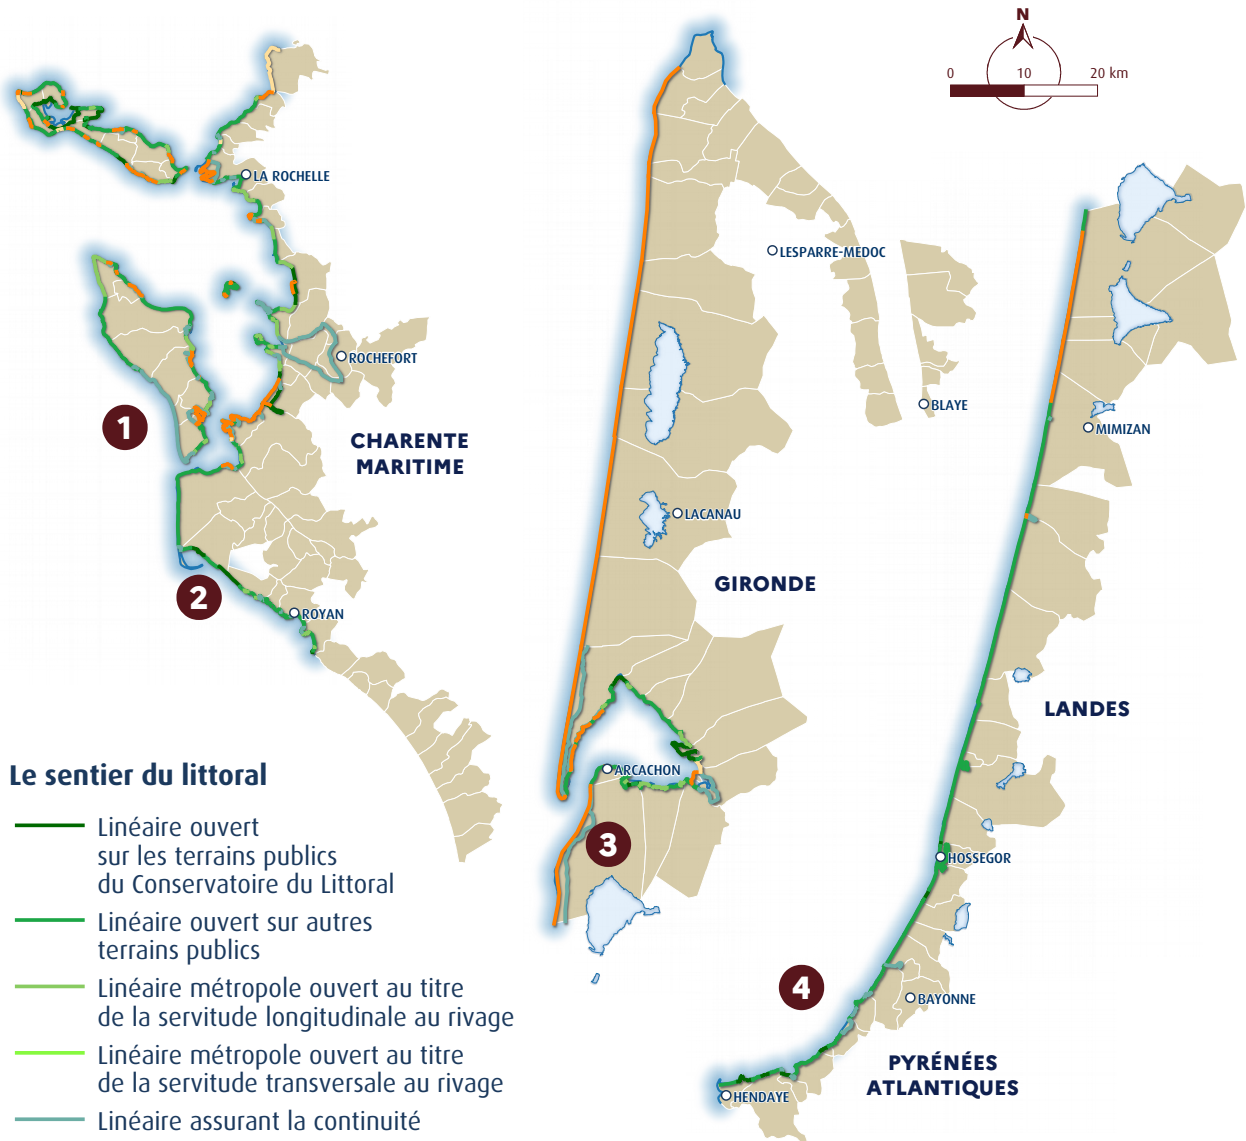 N
0 10 20 km
LA ROCHELLE
LESPARRE-MEDOC
ROCHEFORT
BLAYE
1
CHARENTE
MARITIME
MIMIZAN
LACANAU
2
GIRONDE
ROYAN
LANDES
ARCACHON
3
HOSSEGOR
4
BAYONNE
PYRÉNÉES
ATLANTIQUES
HENDAYE
Le sentier du littoral
Linéaire ouvert
sur les terrains publics
du Conservatoire du Littoral
Linéaire ouvert sur autres
terrains publics
Linéaire métropole ouvert au titre
de la servitude longitudinale au rivage
Linéaire métropole ouvert au titre
de la servitude transversale au rivage
Linéaire assurant la continuité